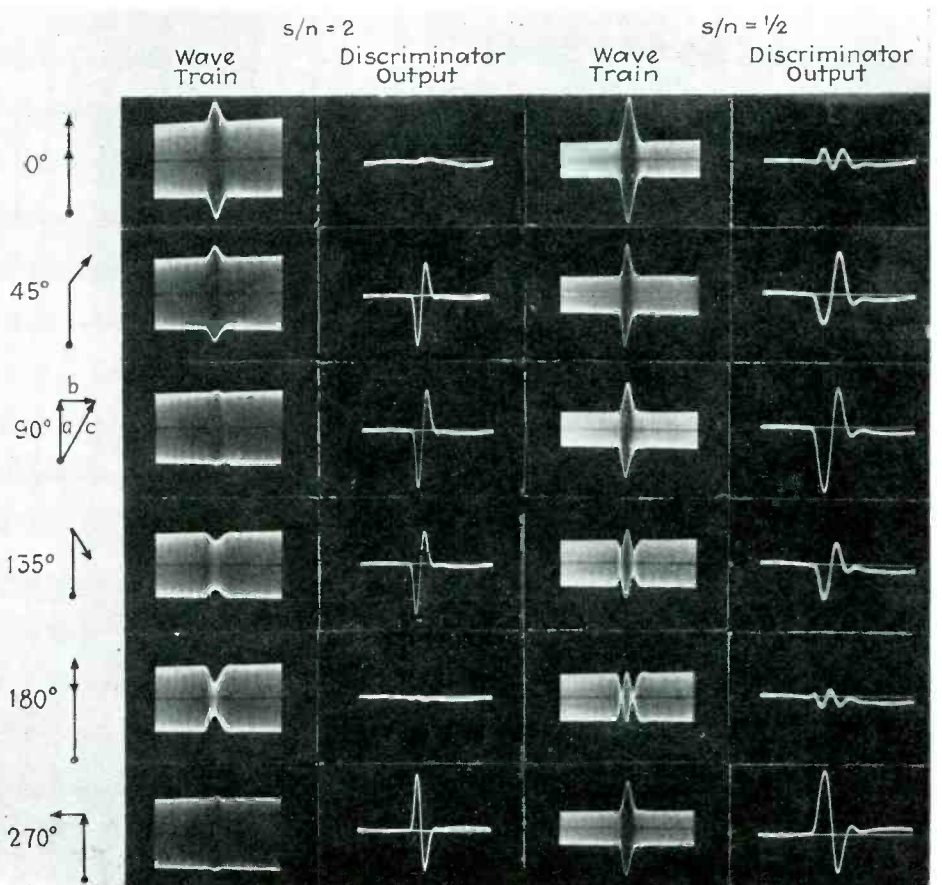 s/n = 2
s/n = ½
Wave Train
Discriminator Output
Wave Train
Discriminator Output
0°
45°
b
90° a c
135°
180°
270°